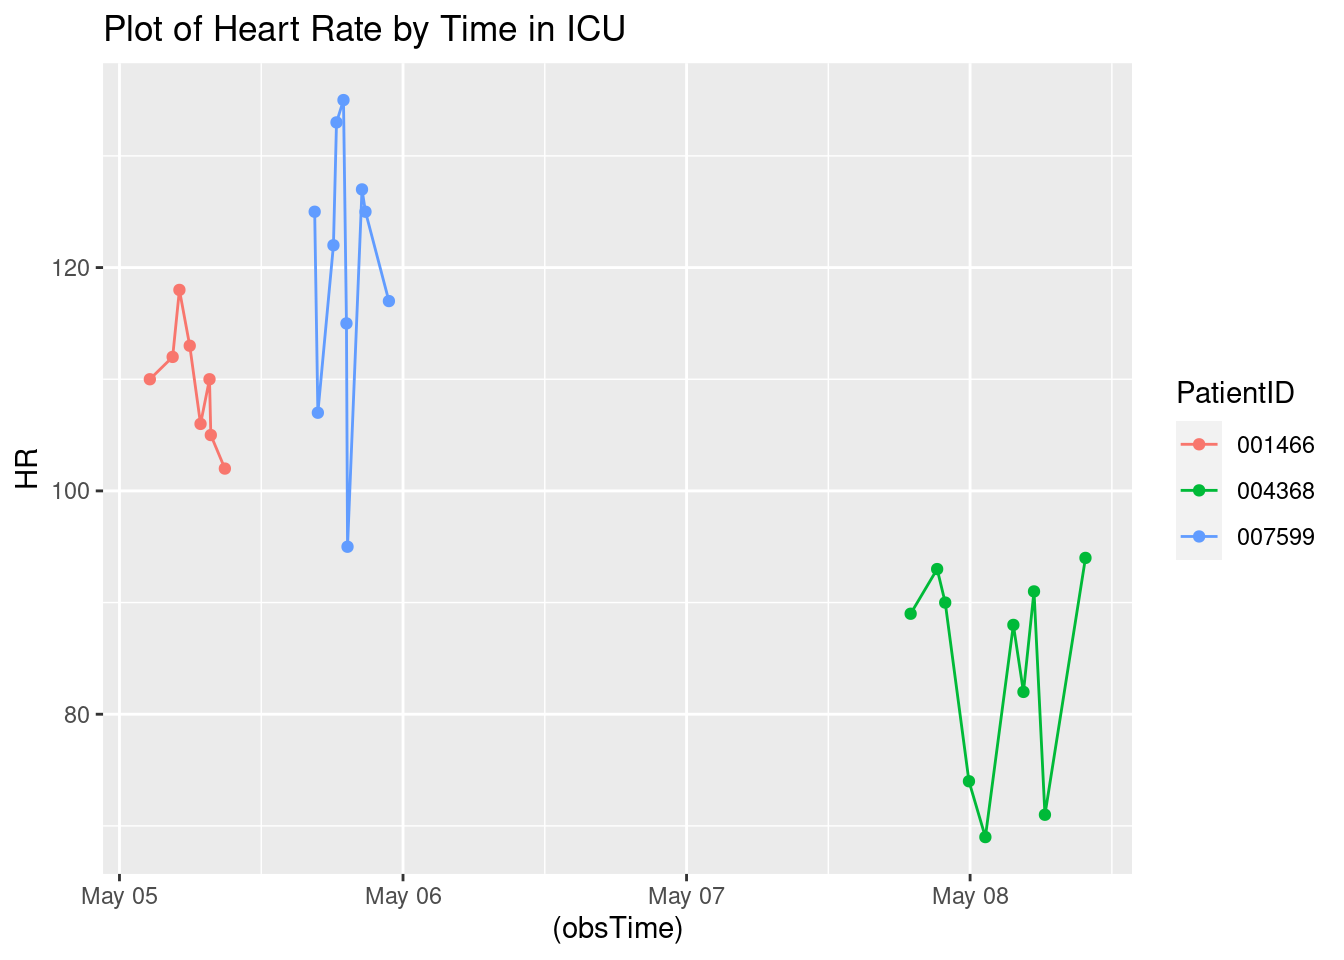 Plot of Heart Rate by Time in ICU
HR
120
100
80
May 05
May 06
May 07
May 08
(obsTime)
PatientID
001466
004368
007599